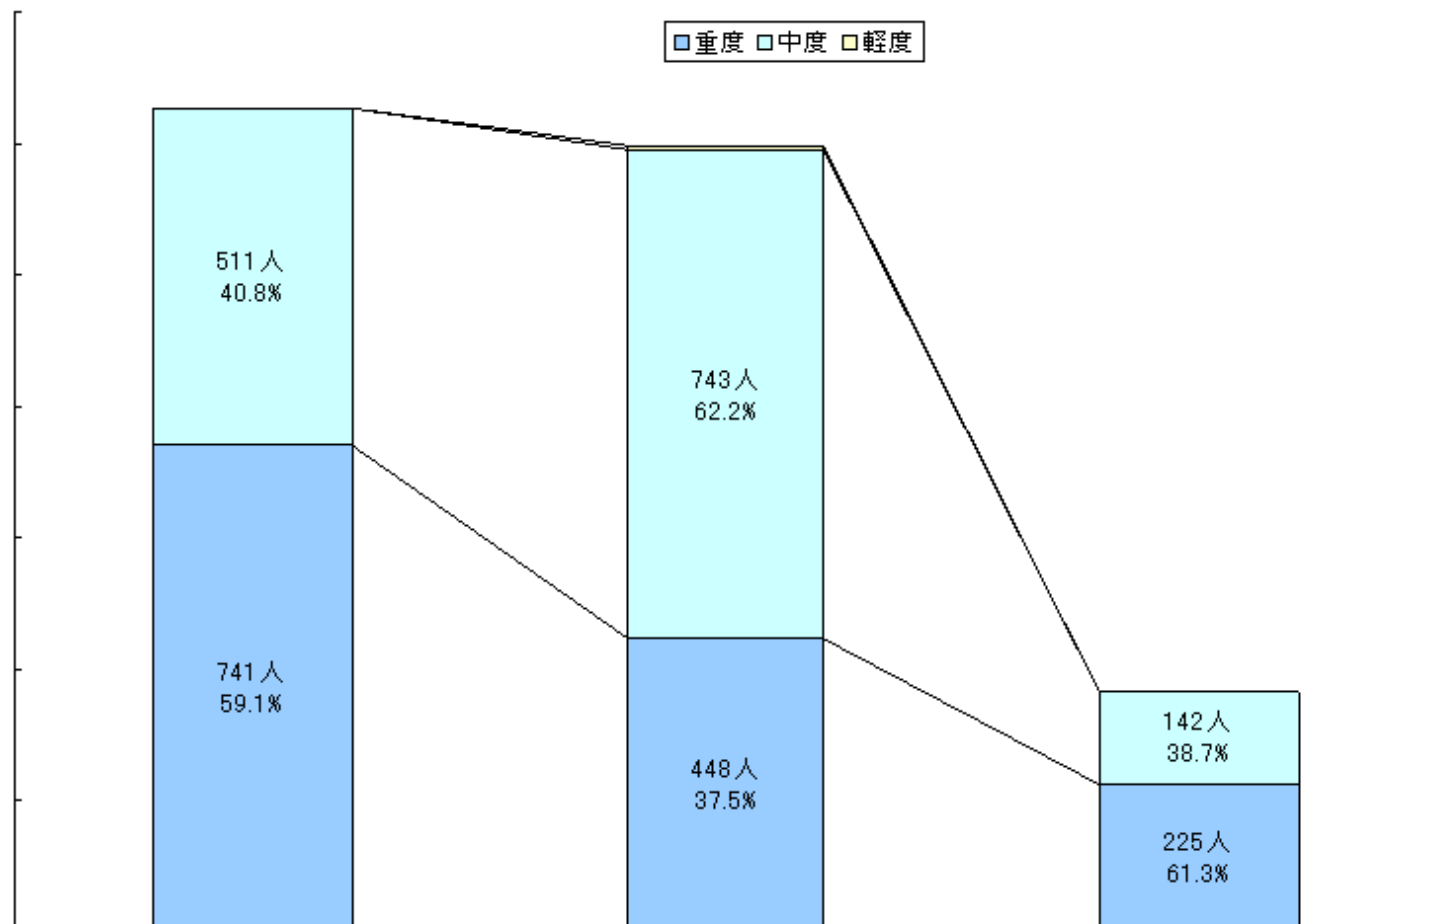 重度 中度 軽度
511人
40.8%
743人
62.2%
741人
59.1%
142人
38.7%
448人
37.5%
225人
61.3%